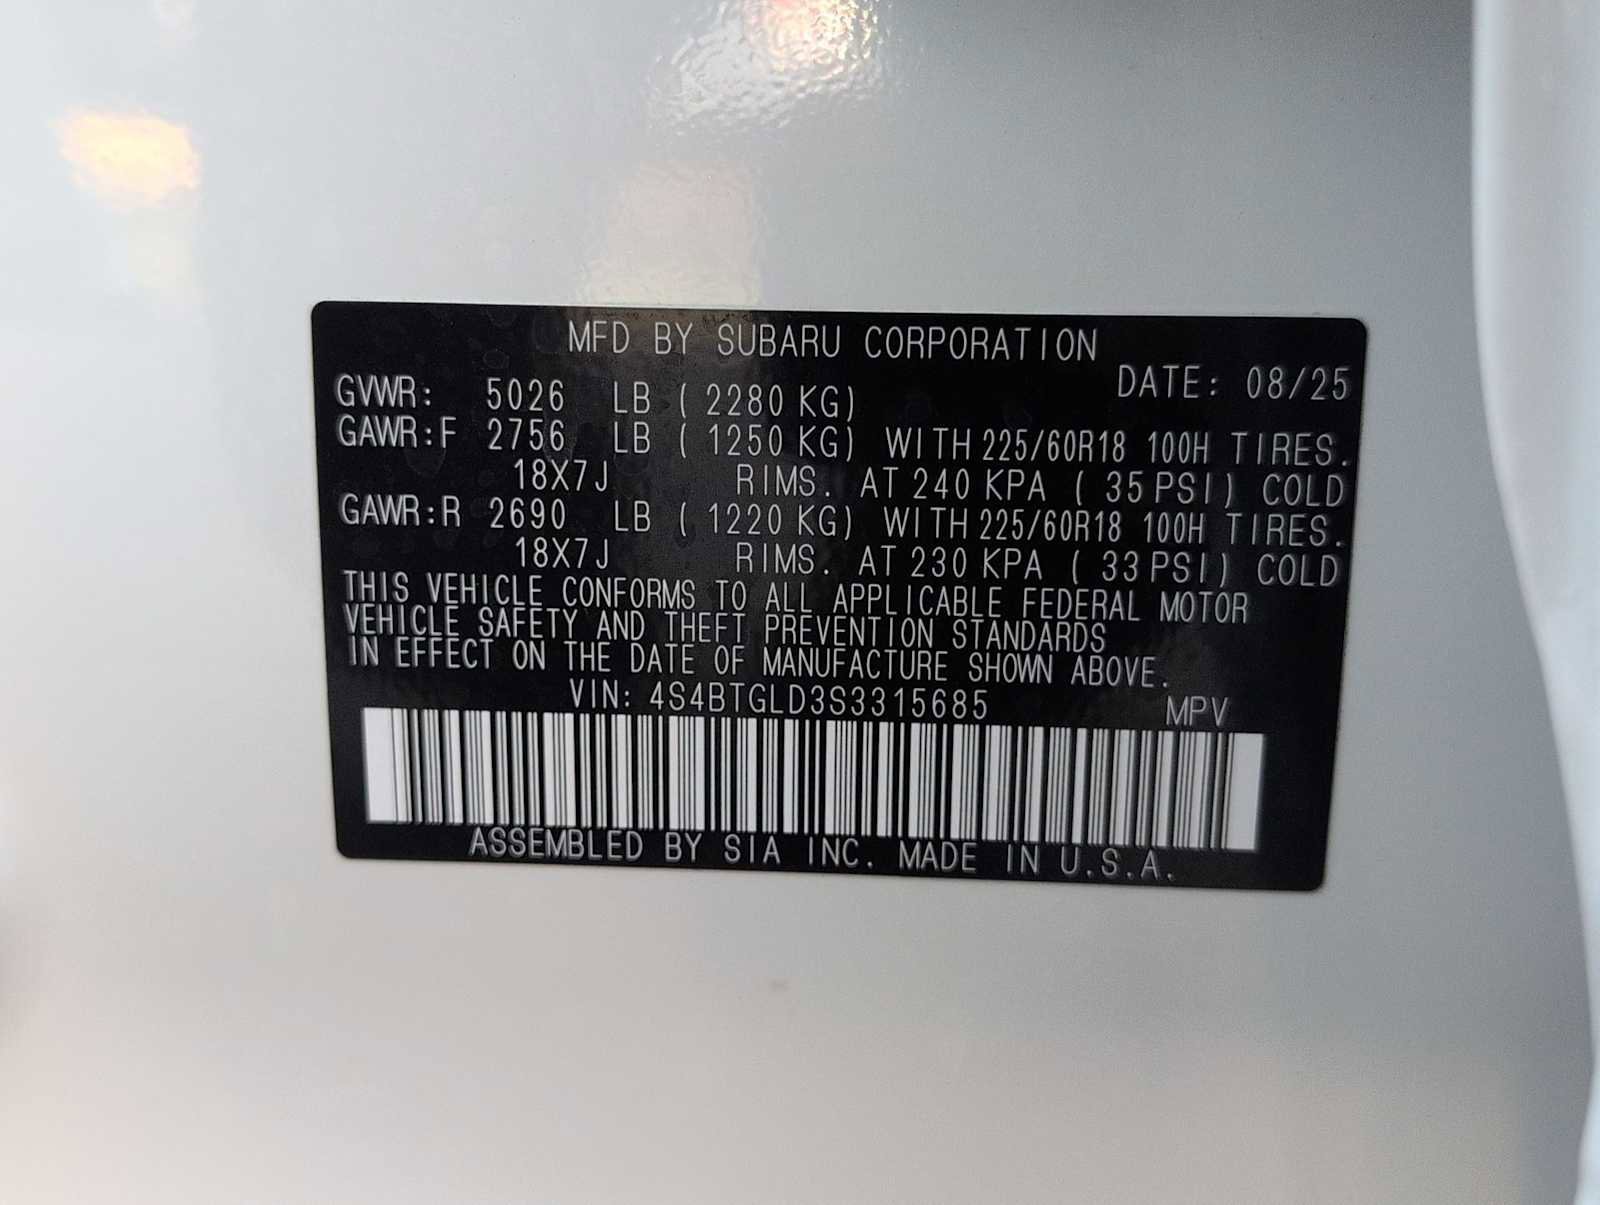 MFD BY SUBARU CORPORATION
DATE: 08/25
GVWR: 5026 LB ( 2280 KG)
GAWR:F 2756 LB ( 1250 KG) WITH 225/60R18 100H TIRES.
18X7J RIMS. AT 240 KPA ( 35 PSI) COLD
GAWR:R 2690 LB ( 1220 KG) WITH 225/60R18 100H TIRES.
18X7J RIMS. AT 230 KPA ( 33 PSI) COLD
THIS VEHICLE CONFORMS TO ALL APPLICABLE FEDERAL MOTOR
VEHICLE SAFETY AND THEFT PREVENTION STANDARDS
IN EFFECT ON THE DATE OF MANUFACTURE SHOWN ABOVE.
VIN: 4S4BTGLD3S3315685 MPV
ASSEMBLED BY SIA INC. MADE IN U.S.A.